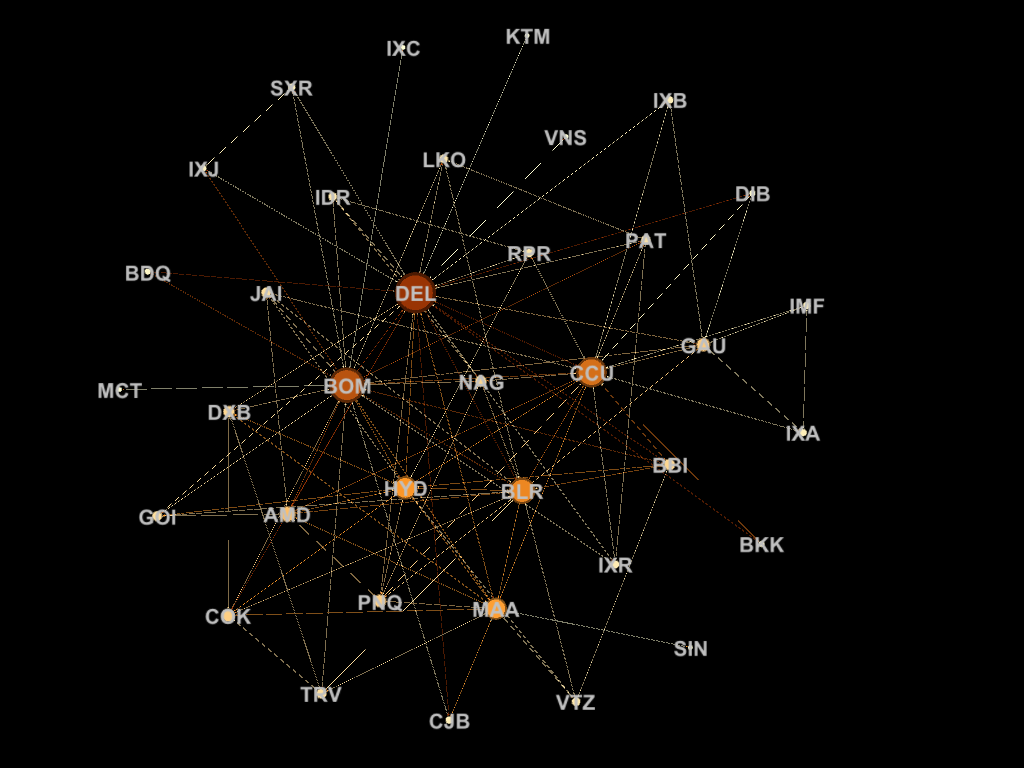 KTM
IXC
SXR
IXB
VNS
LKO
IXJ
IDR
DIB
PAT
RPR
BDQ
JAI
DEL
IMF
GAU
CCU
NAG
BOM
MCT
DXB
IXA
BBI
HYD
BLR
GOI
AMD
BKK
IXR
PNQ
MAA
COK
SIN
TRV
VTZ
CJB